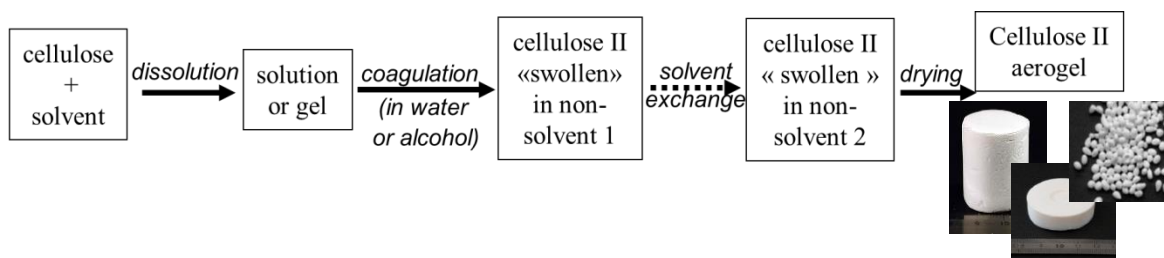 cellulose
+
solvent
dissolution
solution
or gel
coagulation
(in water
or alcohol)
cellulose II
«swollen»
in non-
solvent 1
solvent
exchange
cellulose II
« swollen »
in non-
solvent 2
drying
Cellulose II
aerogel